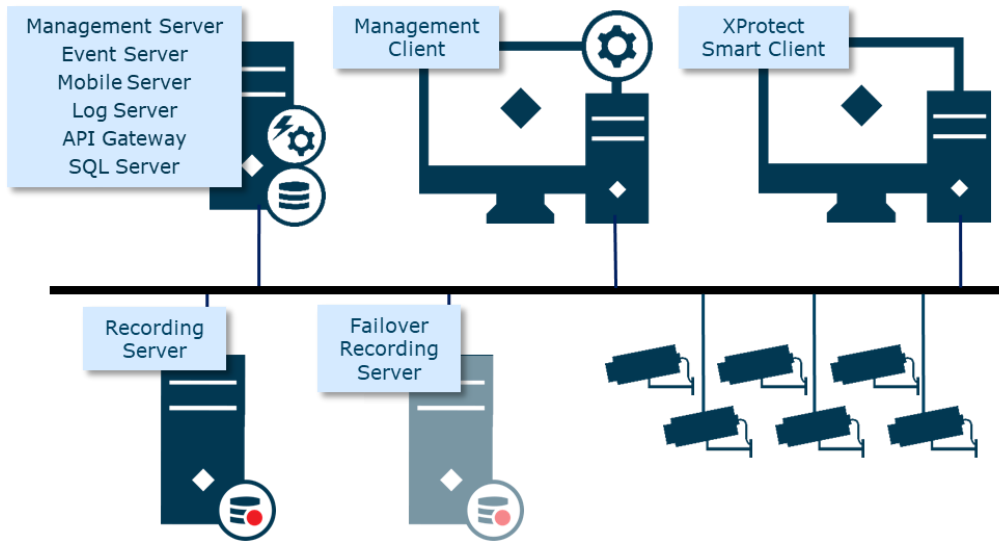 Management Server
Event Server
Mobile Server
Log Server
API Gateway
SQL Server
Management
Client
XProtect
Smart Client
Recording
Server
Failover
Recording
Server